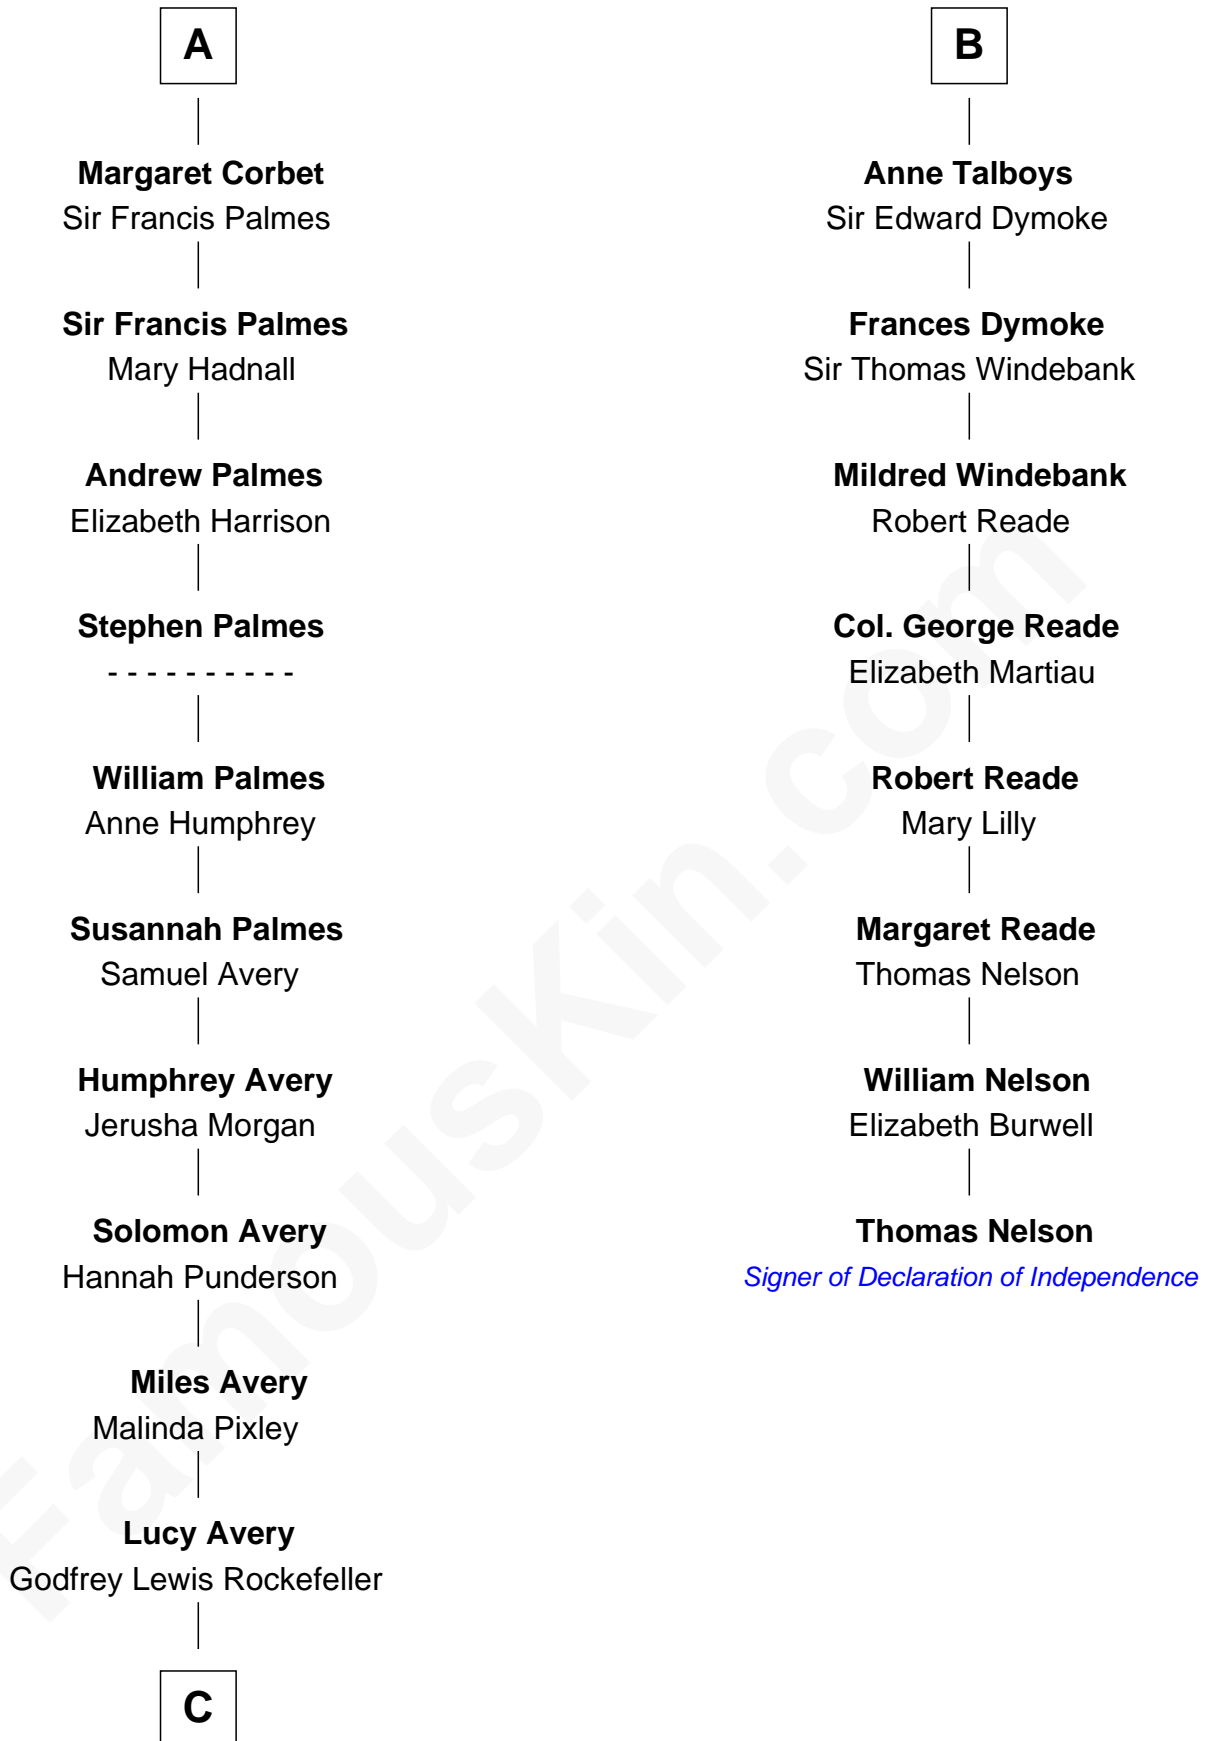 A
Margaret Corbet
Sir Francis Palmes
Sir Francis Palmes
Mary Hadnall
Andrew Palmes
Elizabeth Harrison
Stephen Palmes
- - - - - - - - - -
William Palmes
Anne Humphrey
Susannah Palmes
Samuel Avery
Humphrey Avery
Jerusha Morgan
Solomon Avery
Hannah Punderson
Miles Avery
Malinda Pixley
Lucy Avery
Godfrey Lewis Rockefeller
C
B
Anne Talboys
Sir Edward Dymoke
Frances Dymoke
Sir Thomas Windebank
Mildred Windebank
Robert Reade
Col. George Reade
Elizabeth Martiau
Robert Reade
Mary Lilly
Margaret Reade
Thomas Nelson
William Nelson
Elizabeth Burwell
Thomas Nelson
Signer of Declaration of Independence
FamousKin.com